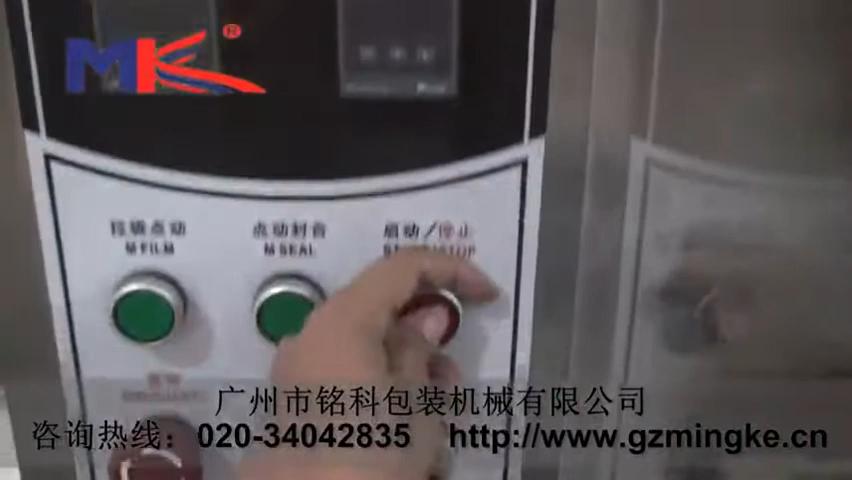 MK®
拉膜点动 点动封合 启动／停止
M FILM M SEAL
广州市铭科包装机械有限公司
咨询热线：020-34042835 http://www.gzmingke.cn